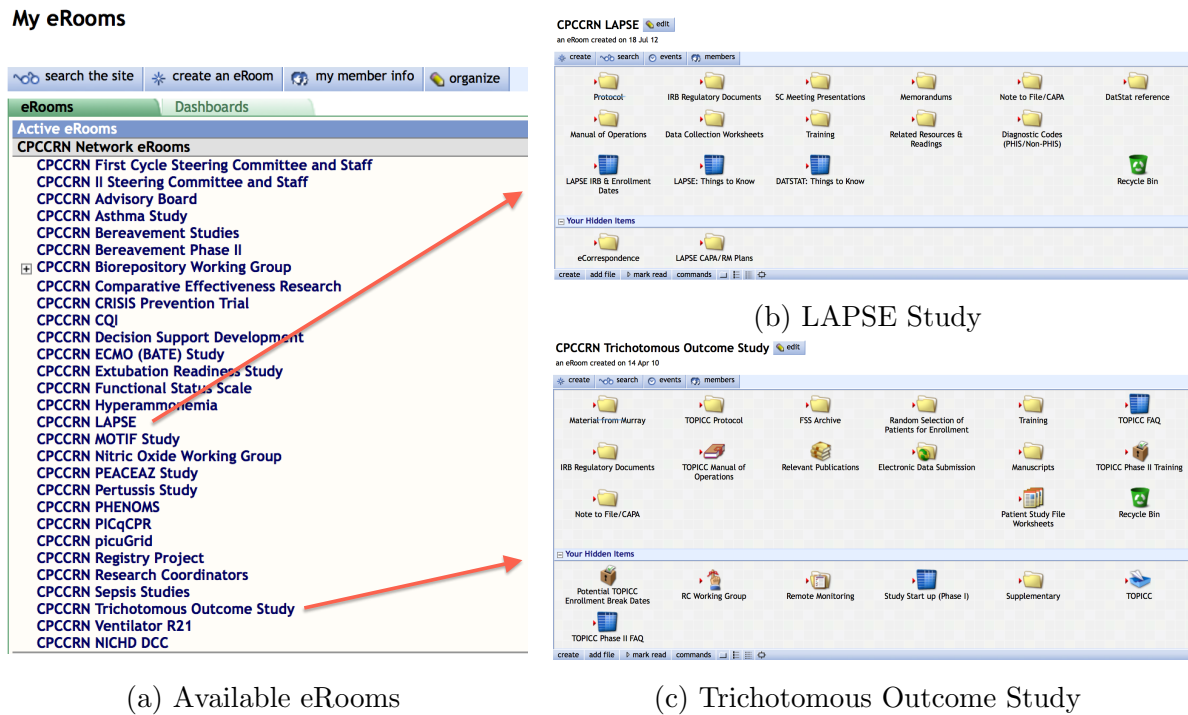 My eRooms
search the site
create an eRoom
my member info
organize
eRooms
Dashboards
Active eRooms
CPCCRN Network eRooms
CPCCRN First Cycle Steering Committee and Staff
CPCCRN II Steering Committee and Staff
CPCCRN Advisory Board
CPCCRN Asthma Study
CPCCRN Bereavement Studies
CPCCRN Bereavement Phase II
CPCCRN Biorepository Working Group
CPCCRN Comparative Effectiveness Research
CPCCRN CRISIS Prevention Trial
CPCCRN CQI
CPCCRN Decision Support Development
CPCCRN ECMO (BATE) Study
CPCCRN Extubation Readiness Study
CPCCRN Functional Status Scale
CPCCRN Hyperammonemia
CPCCRN LAPSE
CPCCRN MOTIF Study
CPCCRN Nitric Oxide Working Group
CPCCRN PEACEAZ Study
CPCCRN Pertussis Study
CPCCRN PHENOMS
CPCCRN PICqCPR
CPCCRN picuGrid
CPCCRN Registry Project
CPCCRN Research Coordinators
CPCCRN Sepsis Studies
CPCCRN Trichotomous Outcome Study
CPCCRN Ventilator R21
CPCCRN NICHD DCC
(a) Available eRooms
CPCCRN LAPSE
edit
an eRoom created on 18 Jul 12
create
search
events
members
Protocol
IRB Regulatory Documents
SC Meeting Presentations
Memorandums
Note to File/CAPA
DatStat reference
Manual of Operations
Data Collection Worksheets
Training
Related Resources &
Readings
Diagnostic Codes
(PHIS/Non-PHIS)
LAPSE IRB & Enrollment
Dates
LAPSE: Things to Know
DATSTAT: Things to Know
Recycle Bin
Your Hidden Items
eCorrespondence
LAPSE CAPA/RM Plans
create
add file
mark read
commands
(b) LAPSE Study
CPCCRN Trichotomous Outcome Study
edit
an eRoom created on 14 Apr 10
create
search
events
members
Material from Murray
TOPICC Protocol
FSS Archive
Random Selection of
Patients for Enrollment
Training
TOPICC FAQ
IRB Regulatory Documents
TOPICC Manual of
Operations
Relevant Publications
Electronic Data Submission
Manuscripts
TOPICC Phase II Training
Note to File/CAPA
Patient Study File
Worksheets
Recycle Bin
Your Hidden Items
Potential TOPICC
Enrollment Break Dates
RC Working Group
Remote Monitoring
Study Start up (Phase I)
Supplementary
TOPICC
TOPICC Phase II FAQ
create
add file
mark read
commands
(c) Trichotomous Outcome Study